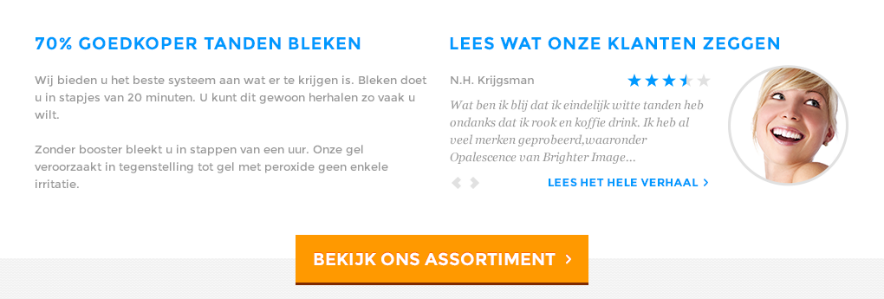 70% GOEDKOPER TANDEN BLEKEN
Wij bieden u het beste systeem aan wat er te krijgen is. Bleken doet
u in stapjes van 20 minuten. U kunt dit gewoon herhalen zo vaak u
wilt.
Zonder booster bleekt u in stappen van een uur. Onze gel
veroorzaakt in tegenstelling tot gel met peroxide geen enkele
irritatie.
LEES WAT ONZE KLANTEN ZEGGEN
N.H. Krijgsman
Wat ben ik blij dat ik eindelijk witte tanden heb
ondanks dat ik rook en koffie drink. Ik heb al
veel merken geprobeerd,waaronder
Opalescence van Brighter Image...
LEES HET HELE VERHAAL
BEKIJK ONS ASSORTIMENT